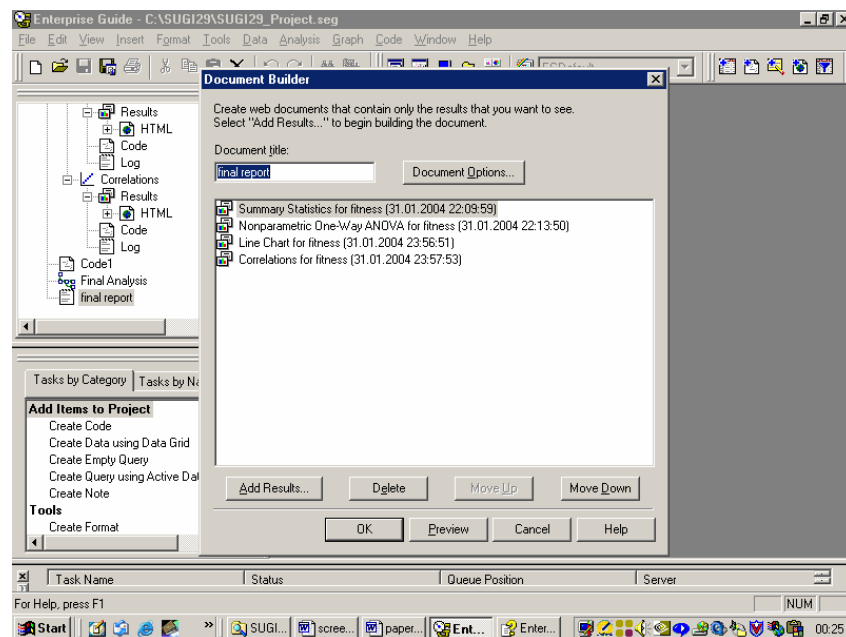 Enterprise Guide - C:\SUGI29\SUGI29_Project.seg
File Edit View Insert Format Tools Data Analysis Graph Code Window Help
Document Builder
Create web documents that contain only the results that you want to see.
Select "Add Results..." to begin building the document.
Document title:
final report
Document Options...
Summary Statistics for fitness (31.01.2004 22:09:59)
Nonparametric One-Way ANOVA for fitness (31.01.2004 22:13:50)
Line Chart for fitness (31.01.2004 23:56:51)
Correlations for fitness (31.01.2004 23:57:53)
Add Results... Delete Move Up Move Down
OK Preview Cancel Help
Results
HTML
Code
Log
Correlations
Results
HTML
Code
Log
Code1
Final Analysis
final report
Tasks by Category Tasks by Na
Add Items to Project
Create Code
Create Data using Data Grid
Create Empty Query
Create Query using Active Dat
Create Note
Tools
Create Format
Task Name Status Queue Position Server
For Help, press F1 NUM
Start » SUGI... scree... paper... Ent... Enter... 00:25